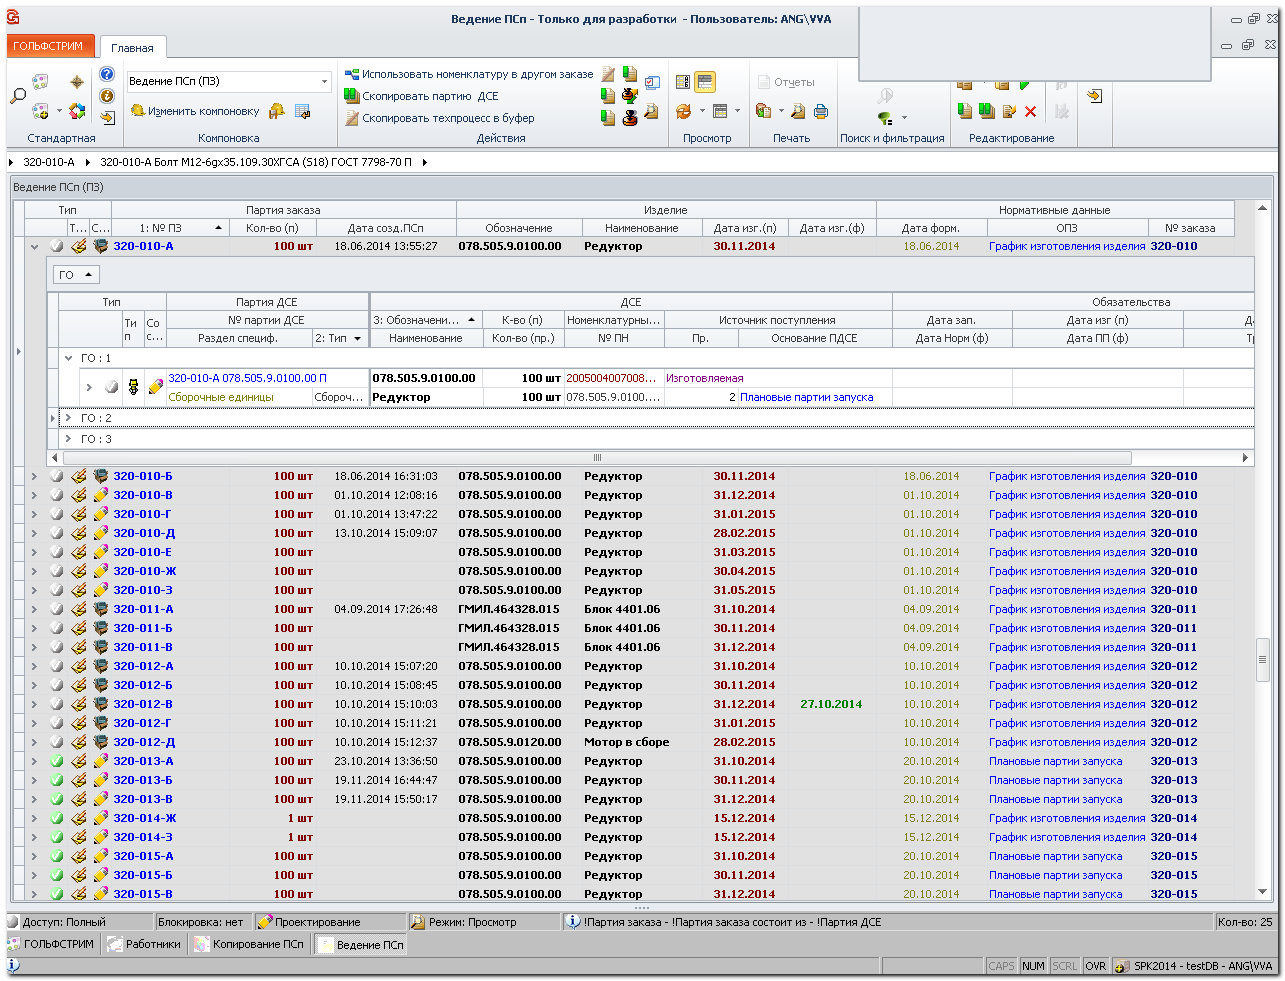 Ведение ПСп - Только для разработки - Пользователь: ANG\VVA
ГОЛЬФСТРИМ Главная
Ведение ПСп (ПЗ)
Изменить компоновку
Использовать номенклатуру в другом заказе
Скопировать партию ДСЕ
Скопировать техпроцесс в буфер
Отчеты
Стандартная Компоновка Действия Просмотр Печать Поиск и фильтрация Редактирование
320-010-А 320-010-А Болт М12-6gх35.109.30ХГСА (S18) ГОСТ 7798-70 П
Ведение ПСп (ПЗ)
Тип Партия заказа Изделие Нормативные данные
Т... С... 1: № ПЗ Кол-во (п) Дата созд.ПСп Обозначение Наименование Дата изг.(п) Дата изг.(ф) Дата форм. ОПЗ № заказа
320-010-А 100 шт 18.06.2014 13:55:27 078.505.9.0100.00 Редуктор 30.11.2014 18.06.2014 График изготовления изделия 320-010
ГО
Тип Партия ДСЕ ДСЕ Обязательства
Ти п Со с... № партии ДСЕ 3: Обозначени... К-во (п) Номенклатурны... Источник поступления Дата зап. Дата изг (п) Да
Раздел специф. 2: Тип Наименование Кол-во (пр.) № ПН Пр. Основание ПДСЕ Дата Норм (ф) Дата ПП (ф) Тр
ГО : 1
320-010-А 078.505.9.0100.00 П 078.505.9.0100.00 100 шт 2005004007008... Изготовляемая
Сборочные единицы Сбороч... Редуктор 100 шт 078.505.9.0100.... 2 Плановые партии запуска
ГО : 2
ГО : 3
320-010-Б 100 шт 18.06.2014 16:31:03 078.505.9.0100.00 Редуктор 30.11.2014 18.06.2014 График изготовления изделия 320-010
320-010-В 100 шт 01.10.2014 12:08:16 078.505.9.0100.00 Редуктор 31.12.2014 01.10.2014 График изготовления изделия 320-010
320-010-Г 100 шт 01.10.2014 13:47:22 078.505.9.0100.00 Редуктор 31.01.2015 01.10.2014 График изготовления изделия 320-010
320-010-Д 100 шт 13.10.2014 15:09:07 078.505.9.0100.00 Редуктор 28.02.2015 01.10.2014 График изготовления изделия 320-010
320-010-Е 100 шт 078.505.9.0100.00 Редуктор 31.03.2015 01.10.2014 График изготовления изделия 320-010
320-010-Ж 100 шт 078.505.9.0100.00 Редуктор 30.04.2015 01.10.2014 График изготовления изделия 320-010
320-010-З 100 шт 078.505.9.0100.00 Редуктор 31.05.2015 01.10.2014 График изготовления изделия 320-010
320-011-А 100 шт 04.09.2014 17:26:48 ГМИЛ.464328.015 Блок 4401.06 31.10.2014 04.09.2014 График изготовления изделия 320-011
320-011-Б 100 шт ГМИЛ.464328.015 Блок 4401.06 30.11.2014 04.09.2014 График изготовления изделия 320-011
320-011-В 100 шт ГМИЛ.464328.015 Блок 4401.06 31.12.2014 04.09.2014 График изготовления изделия 320-011
320-012-А 100 шт 10.10.2014 15:07:20 078.505.9.0100.00 Редуктор 31.10.2014 10.10.2014 График изготовления изделия 320-012
320-012-Б 100 шт 10.10.2014 15:08:45 078.505.9.0100.00 Редуктор 30.11.2014 10.10.2014 График изготовления изделия 320-012
320-012-В 100 шт 10.10.2014 15:10:03 078.505.9.0100.00 Редуктор 31.12.2014 27.10.2014 10.10.2014 График изготовления изделия 320-012
320-012-Г 100 шт 10.10.2014 15:11:21 078.505.9.0100.00 Редуктор 31.01.2015 10.10.2014 График изготовления изделия 320-012
320-012-Д 100 шт 10.10.2014 15:12:37 078.505.9.0120.00 Мотор в сборе 28.02.2015 10.10.2014 График изготовления изделия 320-012
320-013-А 100 шт 23.10.2014 13:36:50 078.505.9.0100.00 Редуктор 31.10.2014 20.10.2014 Плановые партии запуска 320-013
320-013-Б 100 шт 19.11.2014 16:44:47 078.505.9.0100.00 Редуктор 30.11.2014 20.10.2014 Плановые партии запуска 320-013
320-013-В 100 шт 19.11.2014 15:50:17 078.505.9.0100.00 Редуктор 31.12.2014 20.10.2014 Плановые партии запуска 320-013
320-014-Ж 1 шт 078.505.9.0100.00 Редуктор 15.12.2014 15.12.2014 График изготовления изделия 320-014
320-014-З 1 шт 078.505.9.0100.00 Редуктор 15.12.2014 15.12.2014 График изготовления изделия 320-014
320-015-А 100 шт 078.505.9.0100.00 Редуктор 31.10.2014 20.10.2014 Плановые партии запуска 320-015
320-015-Б 100 шт 078.505.9.0100.00 Редуктор 30.11.2014 20.10.2014 Плановые партии запуска 320-015
320-015-В 100 шт 078.505.9.0100.00 Редуктор 31.12.2014 20.10.2014 Плановые партии запуска 320-015
Доступ: Полный Блокировка: нет Проектирование Режим: Просмотр !Партия заказа - !Партия заказа состоит из - !Партия ДСЕ Кол-во: 25
ГОЛЬФСТРИМ Работники Копирование ПСп Ведение ПСп
CAPS NUM SCRL OVR SPK2014 - testDB - ANG\VVA